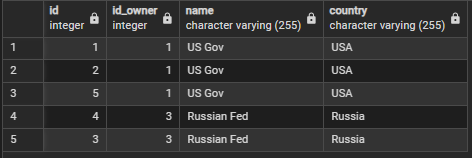 id integer id_owner integer name character varying (255) country character varying (255)
1 1 1 US Gov USA
2 2 1 US Gov USA
3 5 1 US Gov USA
4 4 3 Russian Fed Russia
5 3 3 Russian Fed Russia